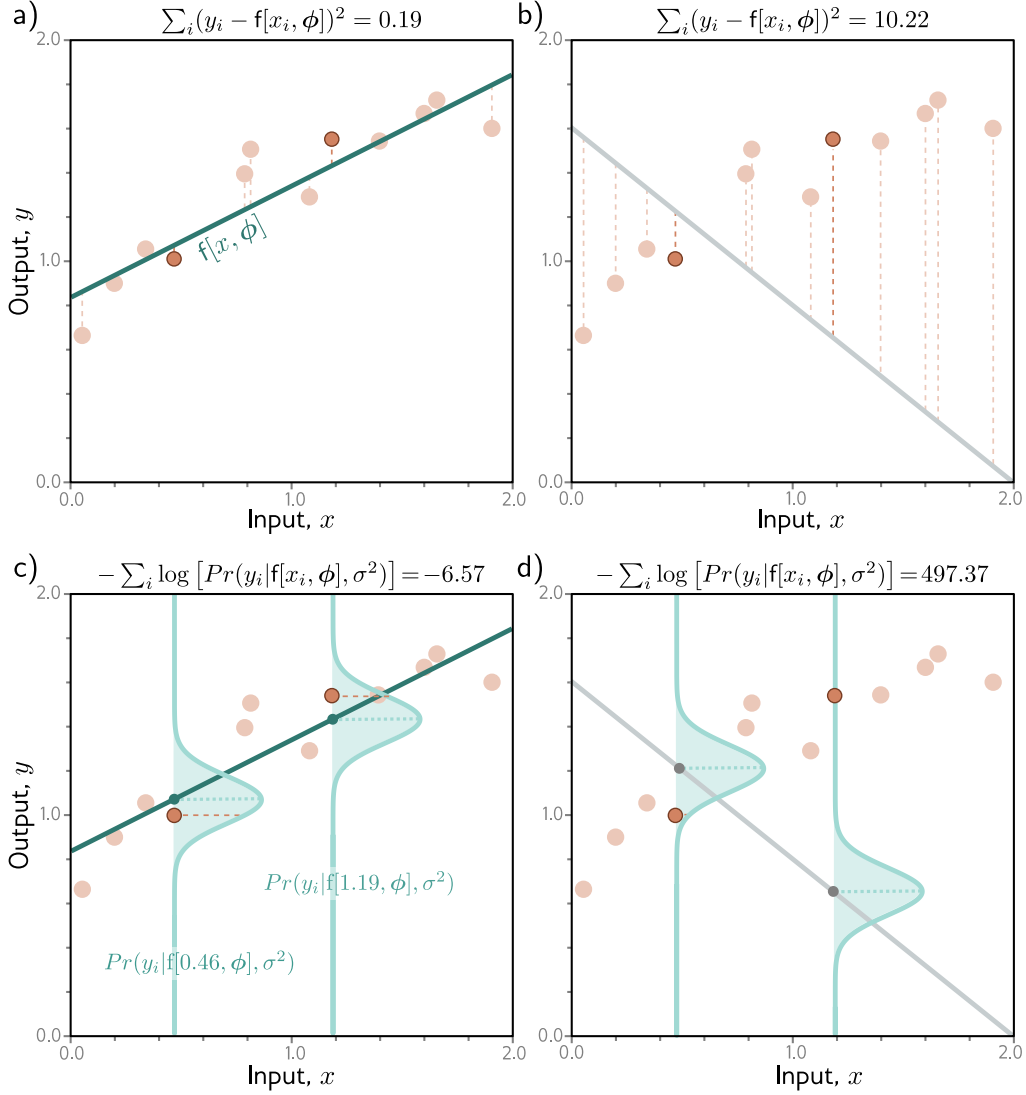 a)
∑ᵢ(yᵢ − f[xᵢ, ϕ])² = 0.19
2.0
1.0
0.0
Output, y
f[x, ϕ]
0.0 1.0 2.0
Input, x
b)
∑ᵢ(yᵢ − f[xᵢ, ϕ])² = 10.22
2.0
1.0
0.0
0.0 1.0 2.0
Input, x
c)
− ∑ᵢ log [Pr(yᵢ|f[xᵢ, ϕ], σ²)] = −6.57
2.0
1.0
0.0
Output, y
Pr(yᵢ|f[1.19, ϕ], σ²)
Pr(yᵢ|f[0.46, ϕ], σ²)
0.0 1.0 2.0
Input, x
d)
− ∑ᵢ log [Pr(yᵢ|f[xᵢ, ϕ], σ²)] = 497.37
2.0
1.0
0.0
0.0 1.0 2.0
Input, x